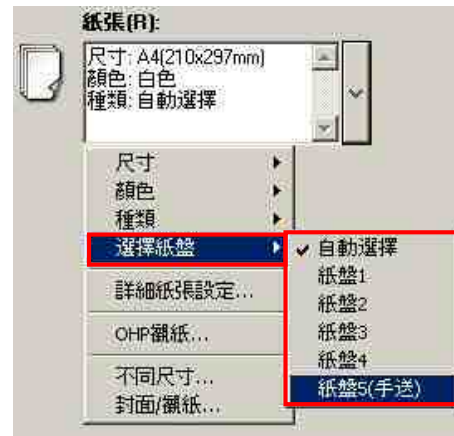 紙張(R):
尺寸: A4(210x297mm)
顏色: 白色
種類: 自動選擇
尺寸
顏色
種類
選擇紙盤
✔ 自動選擇
紙盤1
紙盤2
紙盤3
紙盤4
紙盤5(手送)
詳細紙張設定...
OHP襯紙...
不同尺寸...
封面/襯紙...